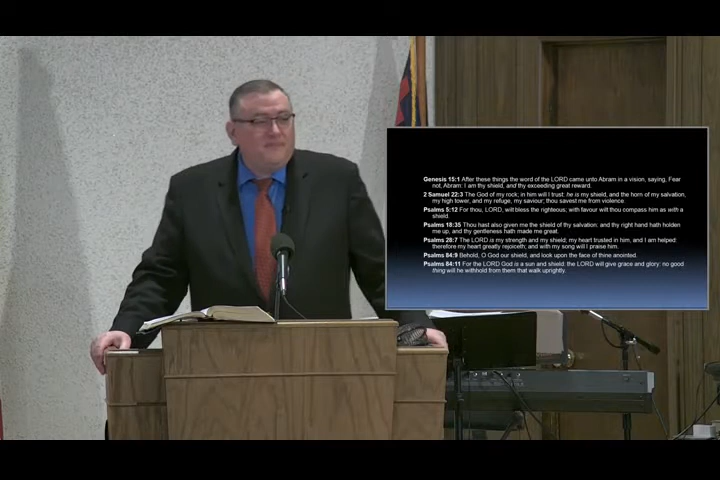 Genesis 15:1 After these things the word of the LORD came unto Abram in a vision, saying, Fear
not, Abram: I am thy shield, and thy exceeding great reward.
2 Samuel 22:3 The God of my rock; in him will I trust: he is my shield, and the horn of my salvation,
my high tower, and my refuge, my saviour; thou savest me from violence.
Psalms 5:12 For thou, LORD, wilt bless the righteous; with favour wilt thou compass him as with a
shield.
Psalms 18:35 Thou hast also given me the shield of thy salvation: and thy right hand hath holden
me up, and thy gentleness hath made me great.
Psalms 28:7 The LORD is my strength and my shield; my heart trusted in him, and I am helped:
therefore my heart greatly rejoiceth; and with my song will I praise him.
Psalms 84:9 Behold, O God our shield, and look upon the face of thine anointed.
Psalms 84:11 For the LORD God is a sun and shield: the LORD will give grace and glory: no good
thing will he withhold from them that walk uprightly.